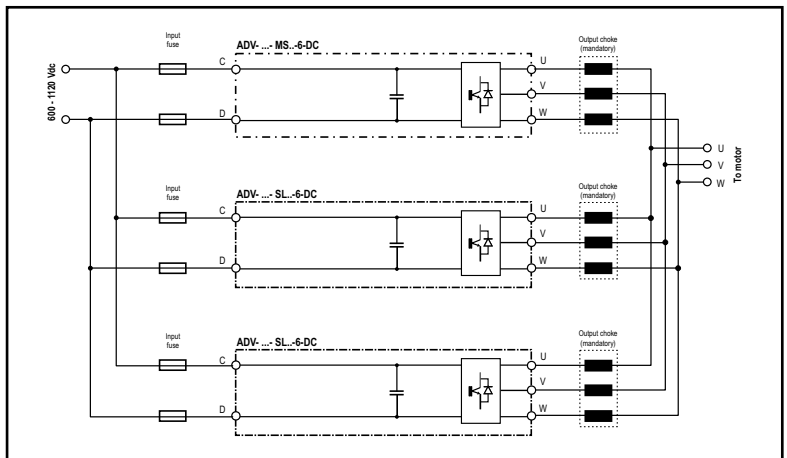 Input
fuse
ADV- ...- MS..-6-DC
Output choke
(mandatory)
C
U
V
D
W
600 - 1120 Vdc
U
V
W
To motor
Input
fuse
ADV- ...- SL..-6-DC
Output choke
(mandatory)
C
U
V
D
W
Input
fuse
ADV- ...- SL..-6-DC
Output choke
(mandatory)
C
U
V
D
W